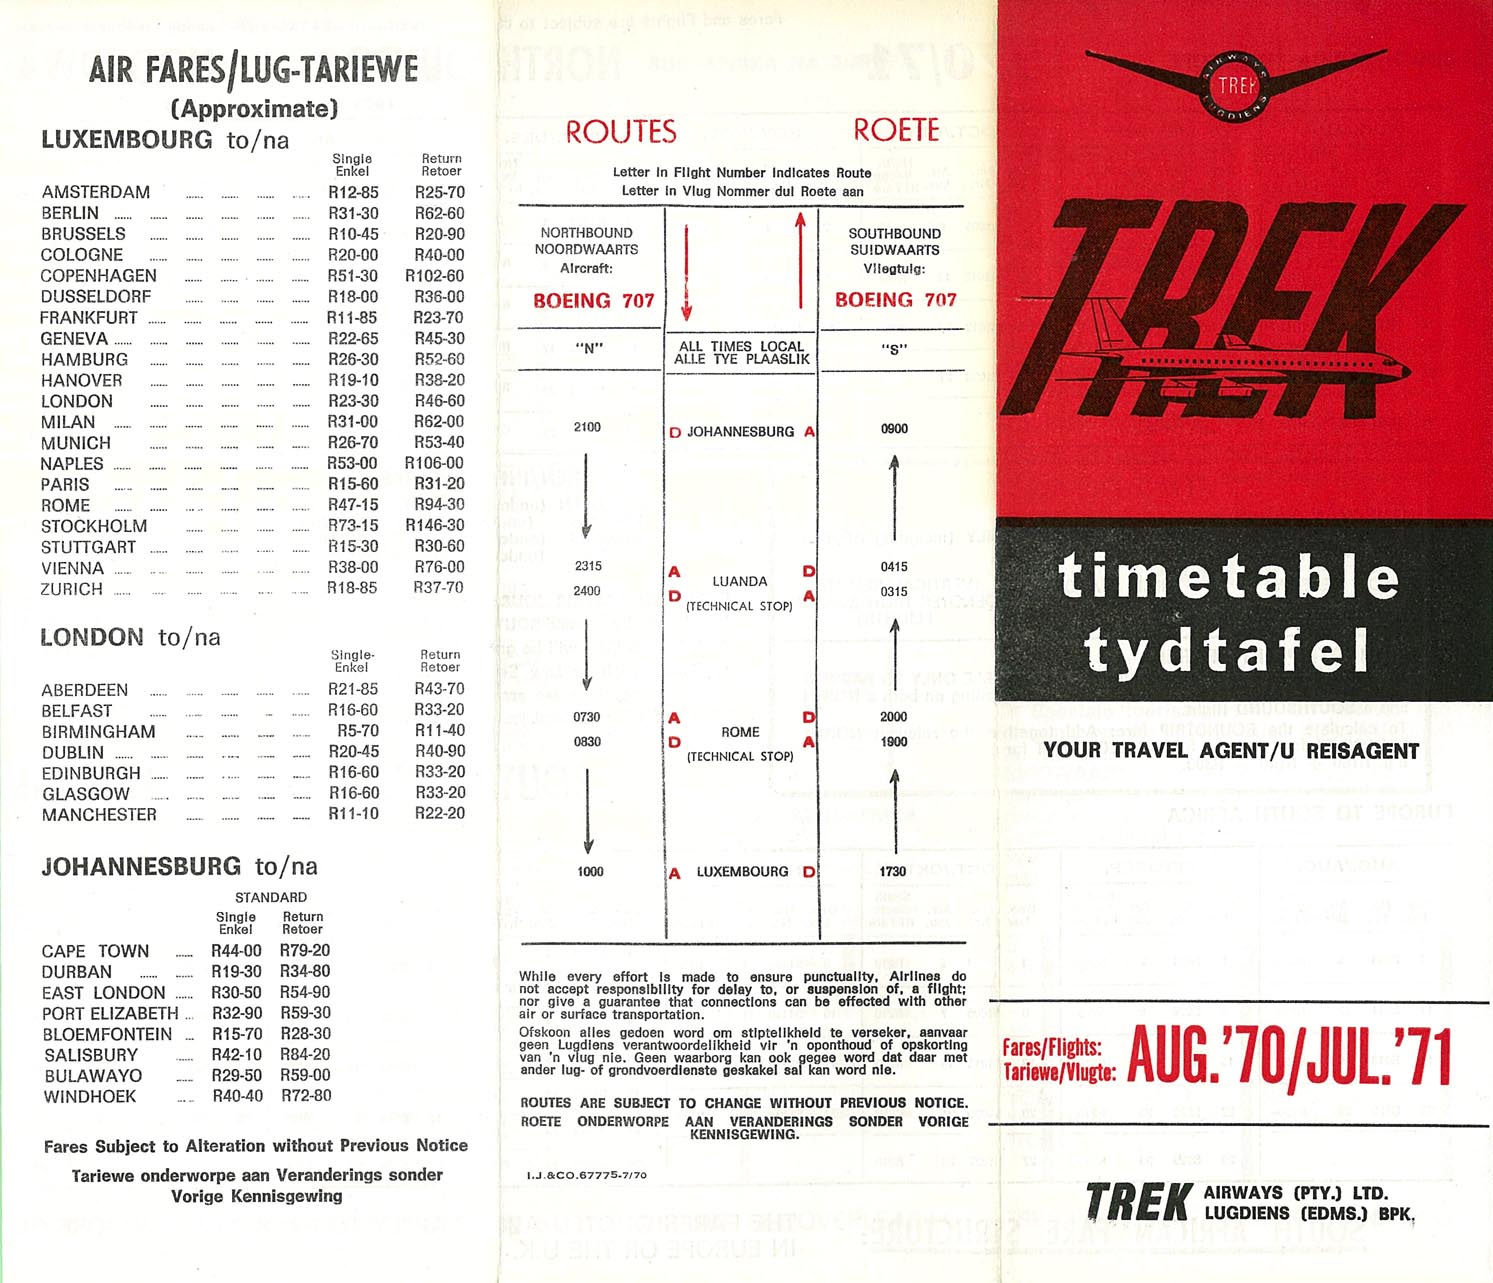 AIR FARES/LUG-TARIEWE
(Approximate)
LUXEMBOURG to/na
Single Return
Enkel Retoer
AMSTERDAM ...... ...... ...... ...... R12-85 R25-70
BERLIN ...... ...... ...... ...... ...... R31-30 R62-60
BRUSSELS ...... ...... ...... ...... ...... R10-45 R20-90
COLOGNE ...... ...... ...... ...... ...... R20-00 R40-00
COPENHAGEN ...... ...... ...... ...... R51-30 R102-60
DUSSELDORF ...... ...... ...... ...... R18-00 R36-00
FRANKFURT ...... ...... ...... ...... ...... R11-85 R23-70
GENEVA ...... ...... ...... ...... ...... R22-65 R45-30
HAMBURG ...... ...... ...... ...... ...... R26-30 R52-60
HANOVER ...... ...... ...... ...... ...... R19-10 R38-20
LONDON ...... ...... ...... ...... ...... R23-30 R46-60
MILAN ...... ...... ...... ...... ...... ...... R31-00 R62-00
MUNICH ...... ...... ...... ...... ...... R26-70 R53-40
NAPLES ...... ...... ...... ...... ...... ...... R53-00 R106-00
PARIS ...... ...... ...... ...... ...... ...... R15-60 R31-20
ROME ...... ...... ...... ...... ...... ...... R47-15 R94-30
STOCKHOLM ...... ...... ...... ...... R73-15 R146-30
STUTTGART ...... ...... ...... ...... ...... R15-30 R30-60
VIENNA ...... ...... ...... ...... ...... ...... R38-00 R76-00
ZURICH ...... ...... ...... ...... ...... ...... R18-85 R37-70
LONDON to/na
Single- Return
Enkel Retoer
ABERDEEN ...... ...... ...... ...... ...... R21-85 R43-70
BELFAST ...... ...... ...... ...... ...... R16-60 R33-20
BIRMINGHAM ...... ...... ...... ...... R5-70 R11-40
DUBLIN ...... ...... ...... ...... ...... ...... R20-45 R40-90
EDINBURGH ...... ...... ...... ...... ...... R16-60 R33-20
GLASGOW ...... ...... ...... ...... ...... R16-60 R33-20
MANCHESTER ...... ...... ...... ...... R11-10 R22-20
JOHANNESBURG to/na
STANDARD
Single Return
Enkel Retoer
CAPE TOWN ...... R44-00 R79-20
DURBAN ...... ...... R19-30 R34-80
EAST LONDON ...... R30-50 R54-90
PORT ELIZABETH ... R32-90 R59-30
BLOEMFONTEIN ... R15-70 R28-30
SALISBURY ...... R42-10 R84-20
BULAWAYO ...... R29-50 R59-00
WINDHOEK ...... R40-40 R72-80
Fares Subject to Alteration without Previous Notice
Tariewe onderworpe aan Veranderings sonder
Vorige Kennisgewing
ROUTES ROETE
Letter in Flight Number Indicates Route
Letter in Vlug Nommer dui Roete aan
NORTHBOUND SOUTHBOUND
NOORDWAARTS SUIDWAARTS
Aircraft: Vliegtuig:
BOEING 707 BOEING 707
"N" ALL TIMES LOCAL "S"
ALLE TYE PLAASLIK
2100 D JOHANNESBURG A 0900
2315 A LUANDA D 0415
2400 D (TECHNICAL STOP) A 0315
0730 A ROME D 2000
0830 D (TECHNICAL STOP) A 1900
1000 A LUXEMBOURG D 1730
While every effort is made to ensure punctuality, Airlines do
not accept responsibility for delay to, or suspension of, a flight;
nor give a guarantee that connections can be effected with other
air or surface transportation.
Ofskoon alles gedoen word om stiptelikheid te verseker, aanvaar
geen Lugdiens verantwoordelikheid vir 'n oponthoud of opskorting
van 'n vlug nie. Geen waarborg kan ook gegee word dat daar met
ander lug- of grondvoerdienste geskakel sal kan word nie.
ROUTES ARE SUBJECT TO CHANGE WITHOUT PREVIOUS NOTICE.
ROETE ONDERWORPE AAN VERANDERINGS SONDER VORIGE
KENNISGEWING.
I.J.&CO.67775-7/70
AIRWAYS
TREK
LUGDIENS
TREK
timetable
tydtafel
YOUR TRAVEL AGENT/U REISAGENT
Fares/Flights:
Tariewe/Vlugte: AUG.'70/JUL.'71
TREK AIRWAYS (PTY.) LTD.
LUGDIENS (EDMS.) BPK.